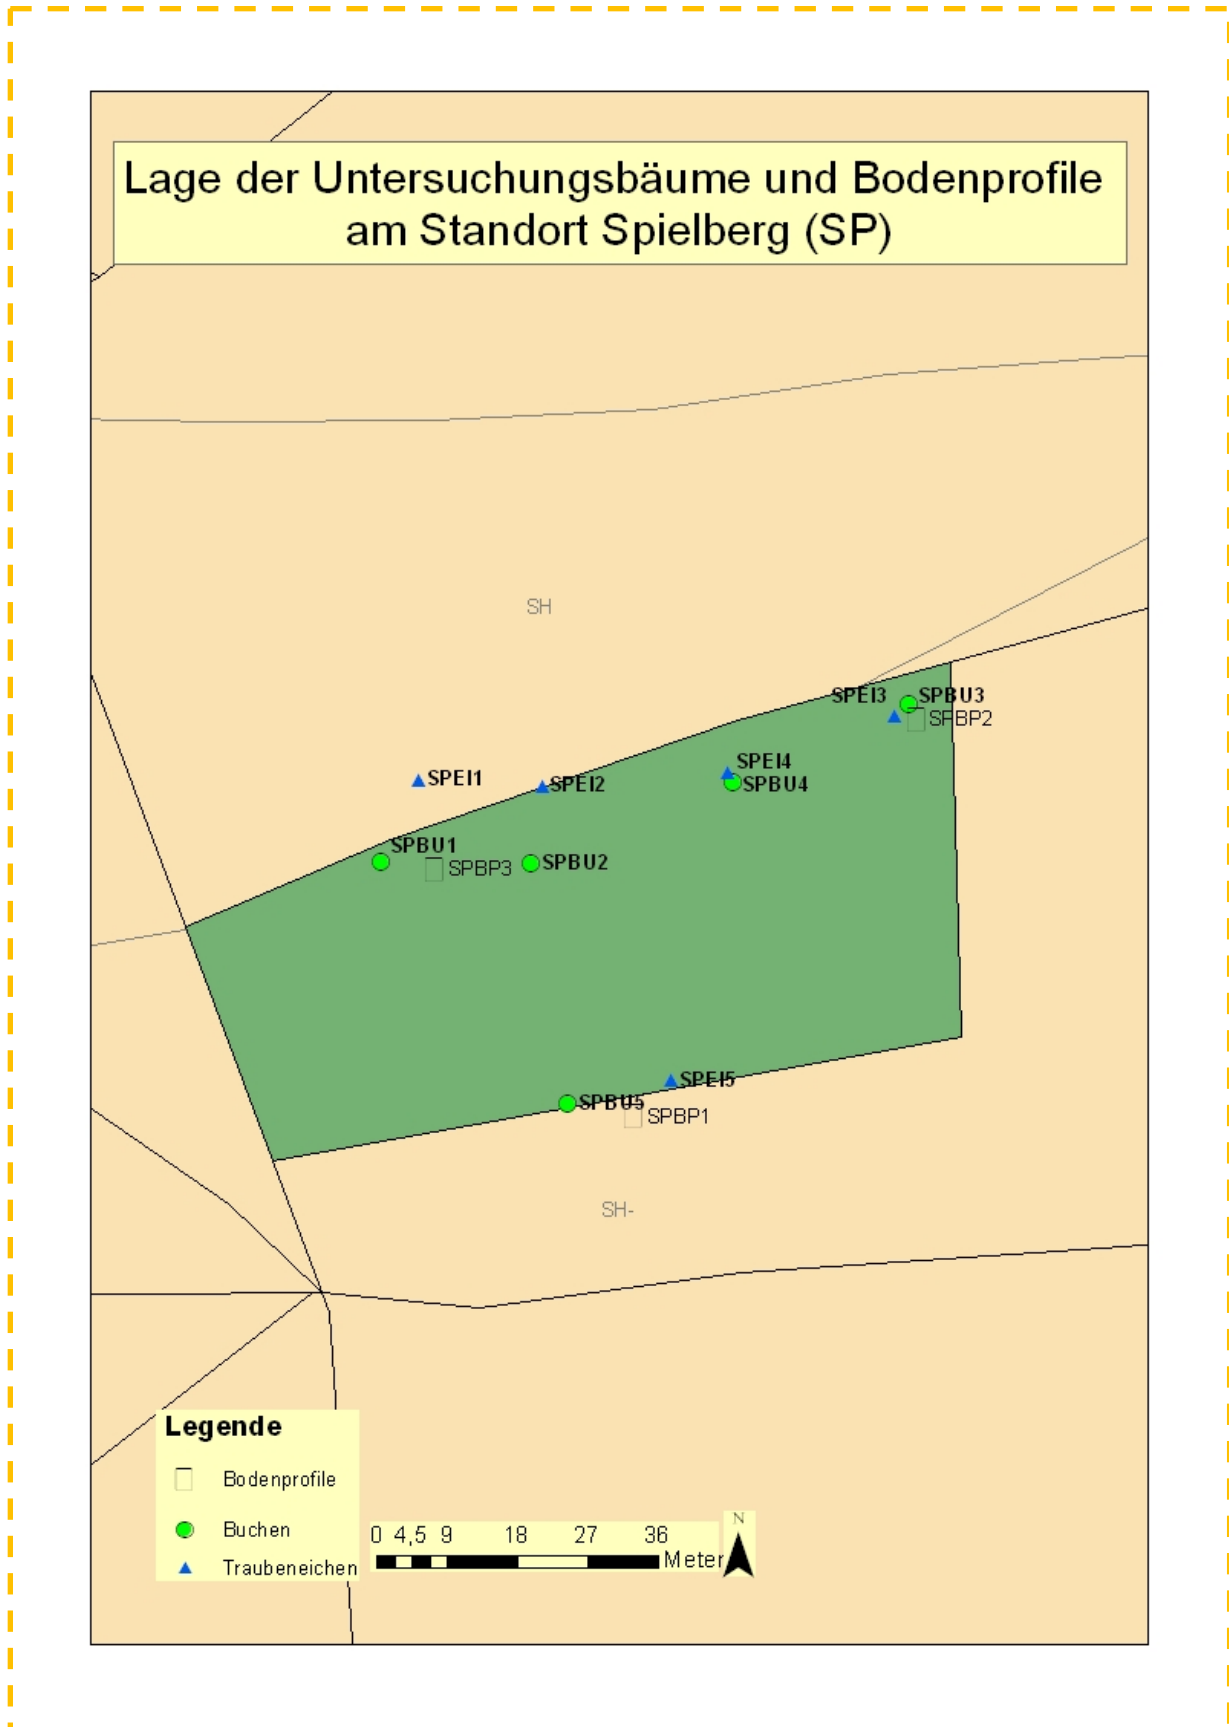 Lage der Untersuchungsbäume und Bodenprofile
am Standort Spielberg (SP)
SH
SPEI3
SPBU3
SPBP2
SPEI4
SPEI1
SPEI2
SPBU4
SPBU1
SPBP3
SPBU2
SPEI5
SPBU5
SPBP1
SH-
Legende
Bodenprofile
Buchen
Traubeneichen
0 4,5 9 18 27 36
Meter
N